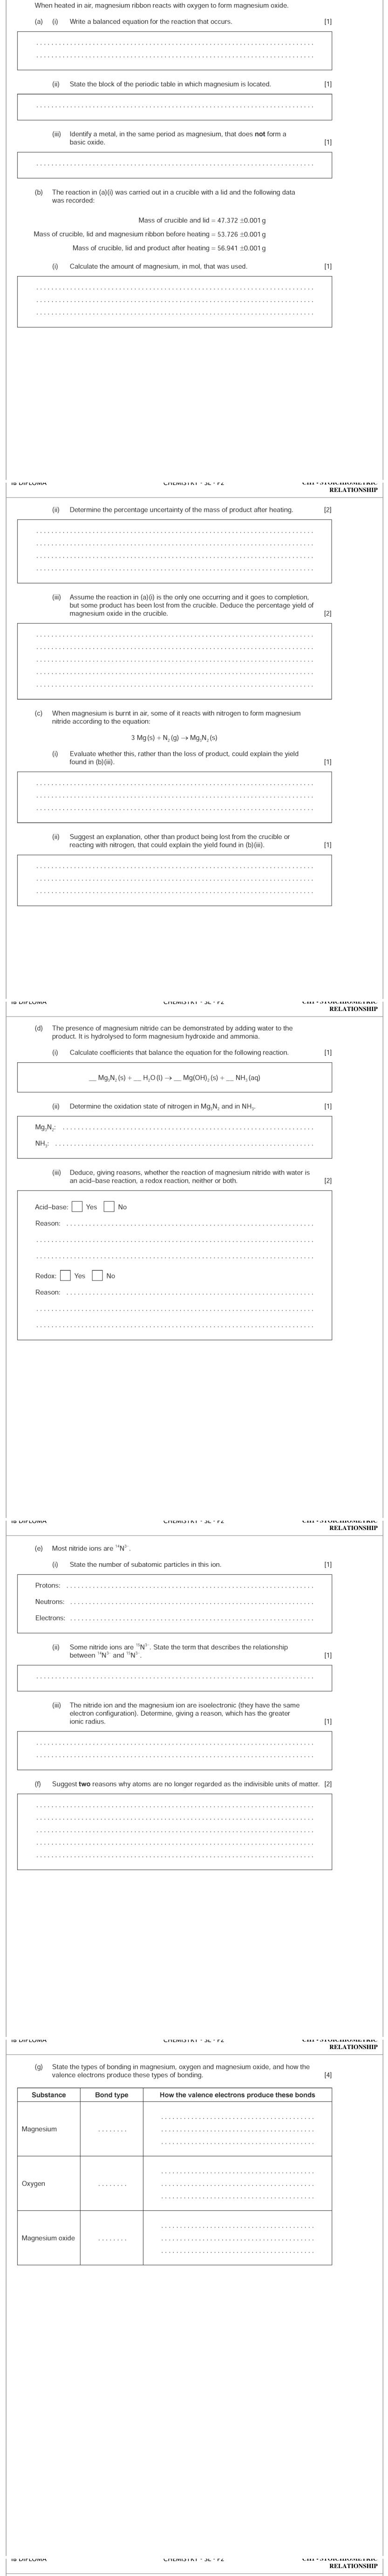 When heated in air, magnesium ribbon reacts with oxygen to form magnesium oxide.
(a) (i) Write a balanced equation for the reaction that occurs. [1]
(ii) State the block of the periodic table in which magnesium is located. [1]
(iii) Identify a metal, in the same period as magnesium, that does not form a
basic oxide. [1]
(b) The reaction in (a)(i) was carried out in a crucible with a lid and the following data
was recorded:
Mass of crucible and lid = 47.372 ±0.001 g
Mass of crucible, lid and magnesium ribbon before heating = 53.726 ±0.001 g
Mass of crucible, lid and product after heating = 56.941 ±0.001 g
(i) Calculate the amount of magnesium, in mol, that was used. [1]
IB DIPLOMA CHEMISTRY - SL - P2 CH1 - STOICHIOMETRIC
RELATIONSHIP
(ii) Determine the percentage uncertainty of the mass of product after heating. [2]
(iii) Assume the reaction in (a)(i) is the only one occurring and it goes to completion,
but some product has been lost from the crucible. Deduce the percentage yield of
magnesium oxide in the crucible. [2]
(c) When magnesium is burnt in air, some of it reacts with nitrogen to form magnesium
nitride according to the equation:
3 Mg (s) + N₂ (g) → Mg₃N₂ (s)
(i) Evaluate whether this, rather than the loss of product, could explain the yield
found in (b)(iii). [1]
(ii) Suggest an explanation, other than product being lost from the crucible or
reacting with nitrogen, that could explain the yield found in (b)(iii). [1]
IB DIPLOMA CHEMISTRY - SL - P2 CH1 - STOICHIOMETRIC
RELATIONSHIP
(d) The presence of magnesium nitride can be demonstrated by adding water to the
product. It is hydrolysed to form magnesium hydroxide and ammonia.
(i) Calculate coefficients that balance the equation for the following reaction. [1]
__ Mg₃N₂ (s) + __ H₂O (l) → __ Mg(OH)₂ (s) + __ NH₃ (aq)
(ii) Determine the oxidation state of nitrogen in Mg₃N₂ and in NH₃. [1]
Mg₃N₂:
NH₃:
(iii) Deduce, giving reasons, whether the reaction of magnesium nitride with water is
an acid–base reaction, a redox reaction, neither or both. [2]
Acid–base: Yes No
Reason:
Redox: Yes No
Reason:
IB DIPLOMA CHEMISTRY - SL - P2 CH1 - STOICHIOMETRIC
RELATIONSHIP
(e) Most nitride ions are ¹⁴N³⁻.
(i) State the number of subatomic particles in this ion. [1]
Protons:
Neutrons:
Electrons:
(ii) Some nitride ions are ¹⁵N³⁻. State the term that describes the relationship
between ¹⁴N³⁻ and ¹⁵N³⁻. [1]
(iii) The nitride ion and the magnesium ion are isoelectronic (they have the same
electron configuration). Determine, giving a reason, which has the greater
ionic radius. [1]
(f) Suggest two reasons why atoms are no longer regarded as the indivisible units of matter. [2]
IB DIPLOMA CHEMISTRY - SL - P2 CH1 - STOICHIOMETRIC
RELATIONSHIP
(g) State the types of bonding in magnesium, oxygen and magnesium oxide, and how the
valence electrons produce these types of bonding. [4]
Substance Bond type How the valence electrons produce these bonds
Magnesium
Oxygen
Magnesium oxide
IB DIPLOMA CHEMISTRY - SL - P2 CH1 - STOICHIOMETRIC
RELATIONSHIP